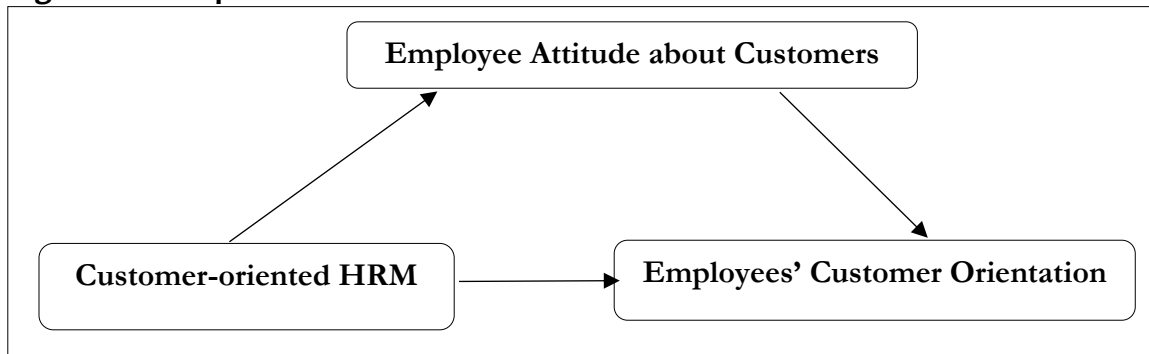 Employee Attitude about Customers
Customer-oriented HRM
Employees' Customer Orientation